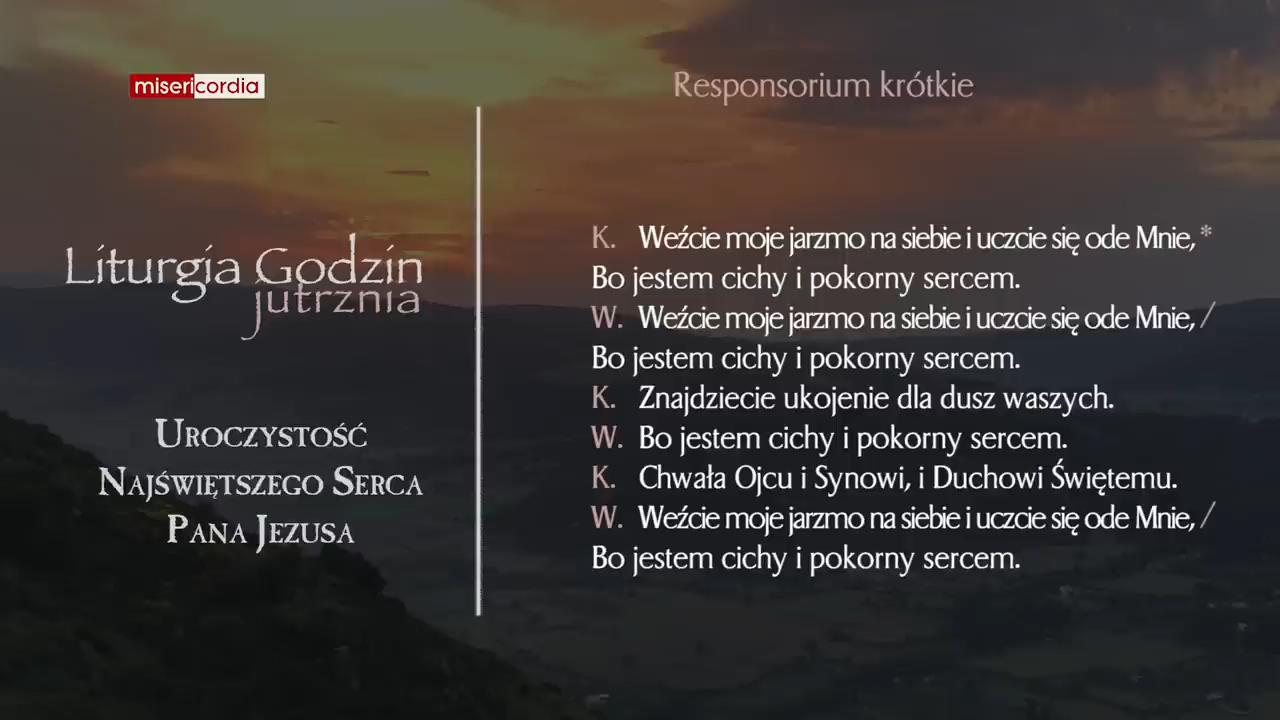 misericordia
Liturgia Godzin
jutrznia
Uroczystość
Najświętszego Serca
Pana Jezusa
Responsorium krótkie
K. Weźcie moje jarzmo na siebie i uczcie się ode Mnie, *
Bo jestem cichy i pokorny sercem.
W. Weźcie moje jarzmo na siebie i uczcie się ode Mnie, /
Bo jestem cichy i pokorny sercem.
K. Znajdziecie ukojenie dla dusz waszych.
W. Bo jestem cichy i pokorny sercem.
K. Chwała Ojcu i Synowi, i Duchowi Świętemu.
W. Weźcie moje jarzmo na siebie i uczcie się ode Mnie, /
Bo jestem cichy i pokorny sercem.